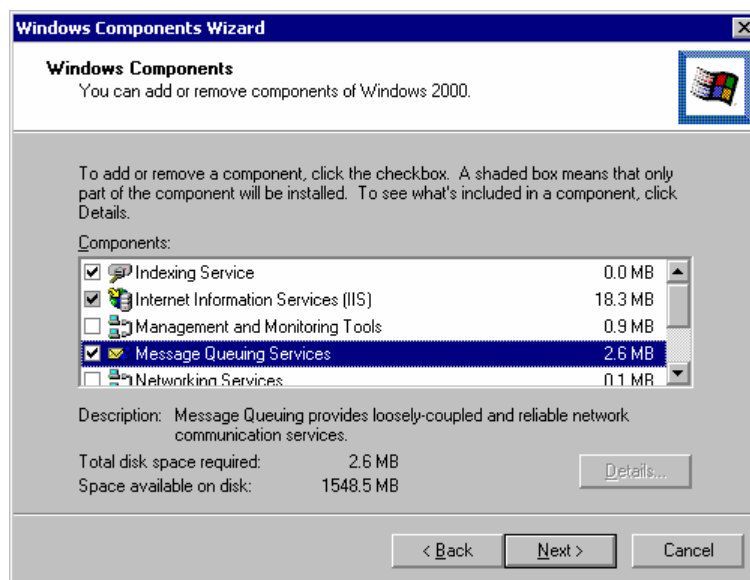 Windows Components Wizard
Windows Components
You can add or remove components of Windows 2000.
To add or remove a component, click the checkbox. A shaded box means that only
part of the component will be installed. To see what's included in a component, click
Details.
Components:
Indexing Service 0.0 MB
Internet Information Services (IIS) 18.3 MB
Management and Monitoring Tools 0.9 MB
Message Queuing Services 2.6 MB
Networking Services 0.1 MB
Description: Message Queuing provides loosely-coupled and reliable network
communication services.
Total disk space required: 2.6 MB
Space available on disk: 1548.5 MB
Details...
< Back Next > Cancel